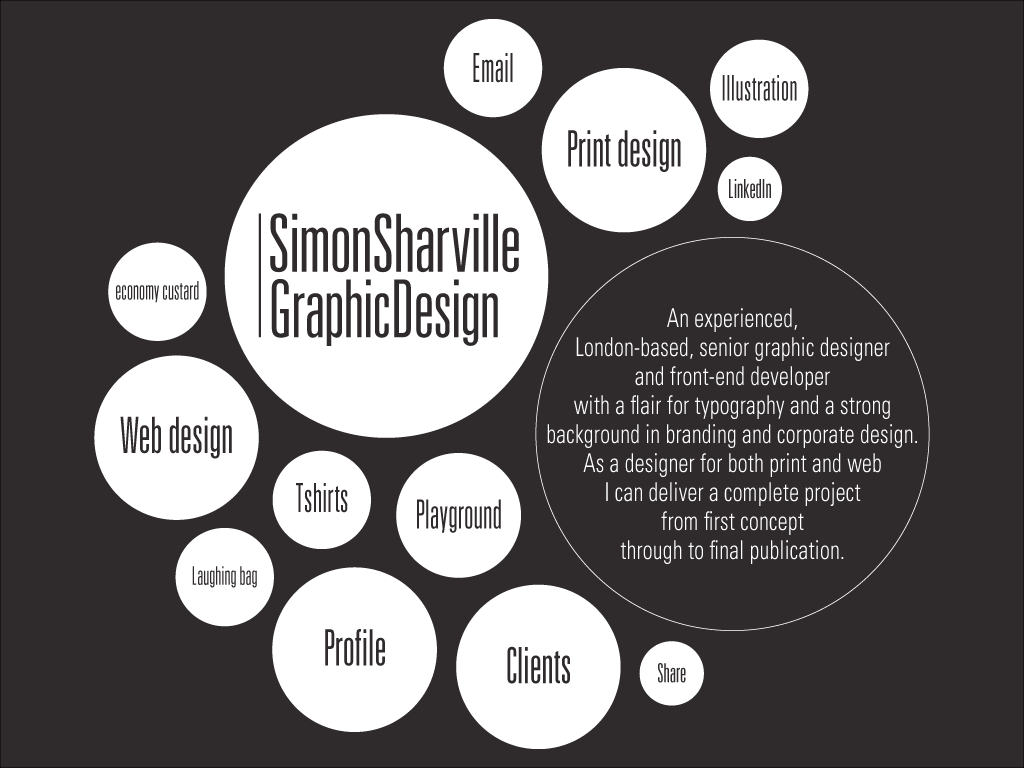 Email
Illustration
Print design
LinkedIn
SimonSharville
GraphicDesign
economy custard
An experienced,
London-based, senior graphic designer
and front-end developer
with a flair for typography and a strong
background in branding and corporate design.
As a designer for both print and web
I can deliver a complete project
from first concept
through to final publication.
Web design
Tshirts
Playground
Laughing bag
Profile
Clients
Share